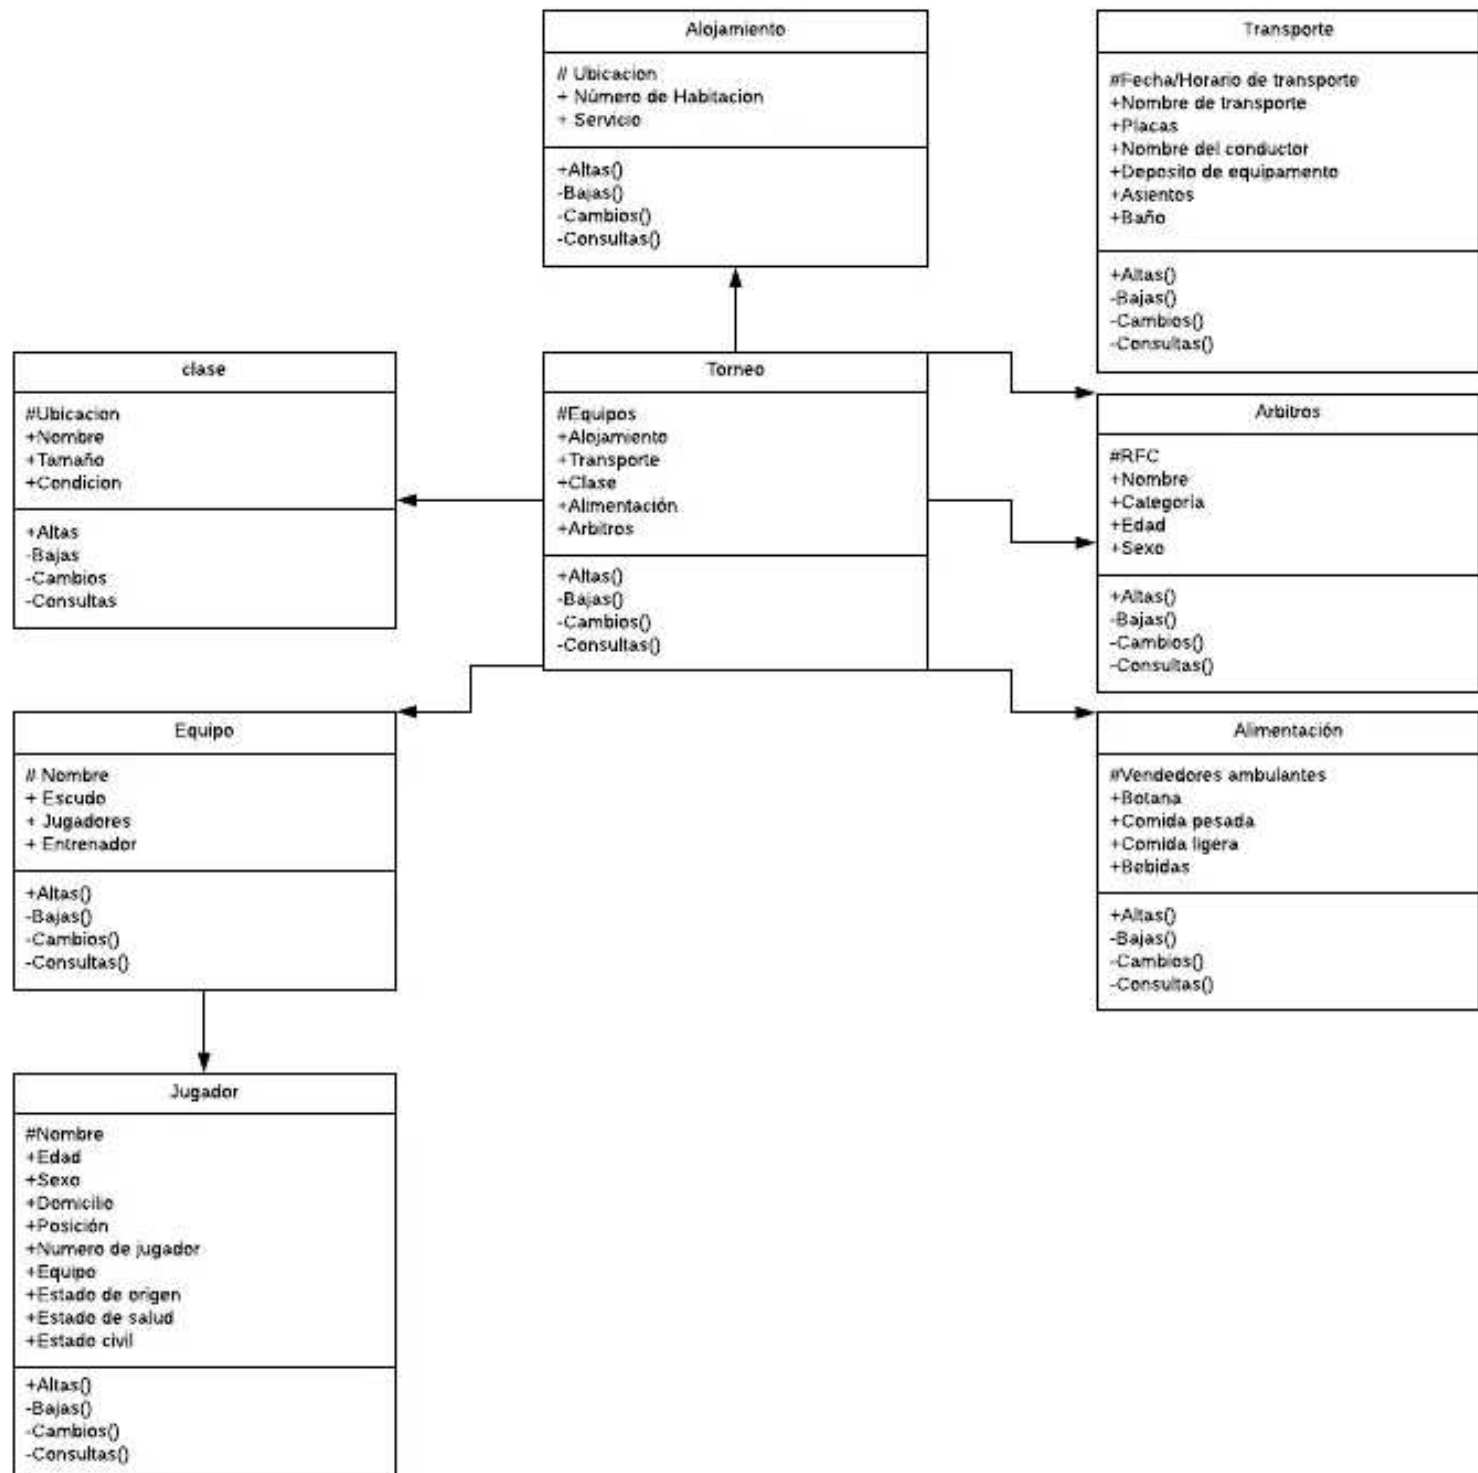 Alojamiento
# Ubicacion
+ Número de Habitacion
+ Servicio
+Altas()
-Bajas()
-Cambios()
-Consultas()
Transporte
#Fecha/Horario de transporte
+Nombre de transporte
+Placas
+Nombre del conductor
+Deposito de equipamento
+Asientos
+Baño
+Altas()
-Bajas()
-Cambios()
-Consultas()
clase
#Ubicacion
+Nombre
+Tamaño
+Condicion
+Altas
-Bajas
-Cambios
-Consultas
Torneo
#Equipos
+Alojamiento
+Transporte
+Clase
+Alimentación
+Arbitros
+Altas()
-Bajas()
-Cambios()
-Consultas()
Arbitros
#RFC
+Nombre
+Categoría
+Edad
+Sexo
+Altas()
-Bajas()
-Cambios()
-Consultas()
Equipo
# Nombre
+ Escudo
+ Jugadores
+ Entrenador
+Altas()
-Bajas()
-Cambios()
-Consultas()
Alimentación
#Vendedores ambulantes
+Botana
+Comida pesada
+Comida ligera
+Bebidas
+Altas()
-Bajas()
-Cambios()
-Consultas()
Jugador
#Nombre
+Edad
+Sexo
+Domicilio
+Posición
+Numero de jugador
+Equipo
+Estado de origen
+Estado de salud
+Estado civil
+Altas()
-Bajas()
-Cambios()
-Consultas()